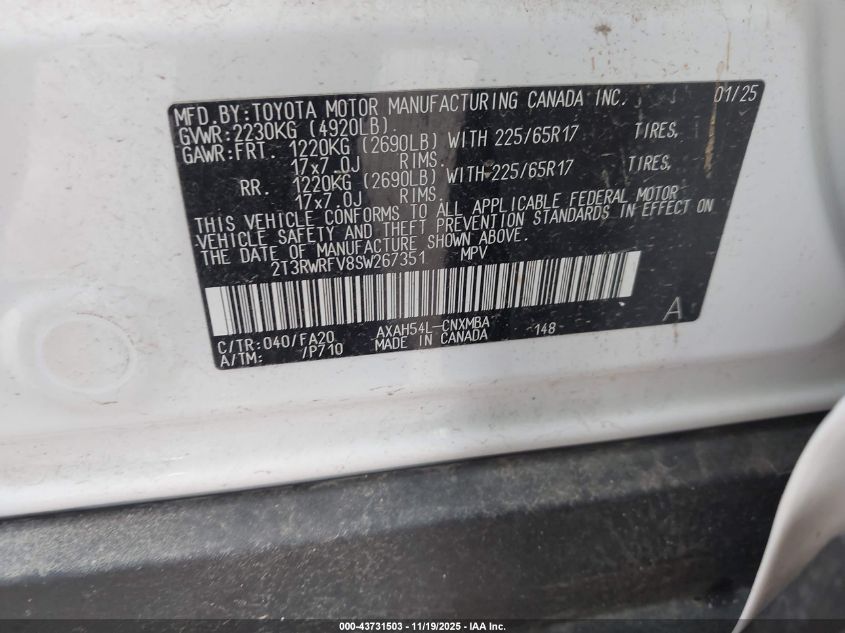 MFD.BY:TOYOTA MOTOR MANUFACTURING CANADA INC. 01/25
GVWR:2230KG (4920LB).
GAWR:FRT. 1220KG (2690LB) WITH 225/65R17 TIRES,
17x7.0J RIMS.
RR. 1220KG (2690LB) WITH 225/65R17 TIRES,
17x7.0J RIMS.
THIS VEHICLE CONFORMS TO ALL APPLICABLE FEDERAL MOTOR
VEHICLE SAFETY AND THEFT PREVENTION STANDARDS IN EFFECT ON
THE DATE OF MANUFACTURE SHOWN ABOVE.
2T3RWRFV8SW267351 MPV
A
C/TR:040/FA20 AXAH54L-CNXMBA 148
A/TM: /P710 MADE IN CANADA
000-43731503 — 11/19/2025 — IAA Inc.